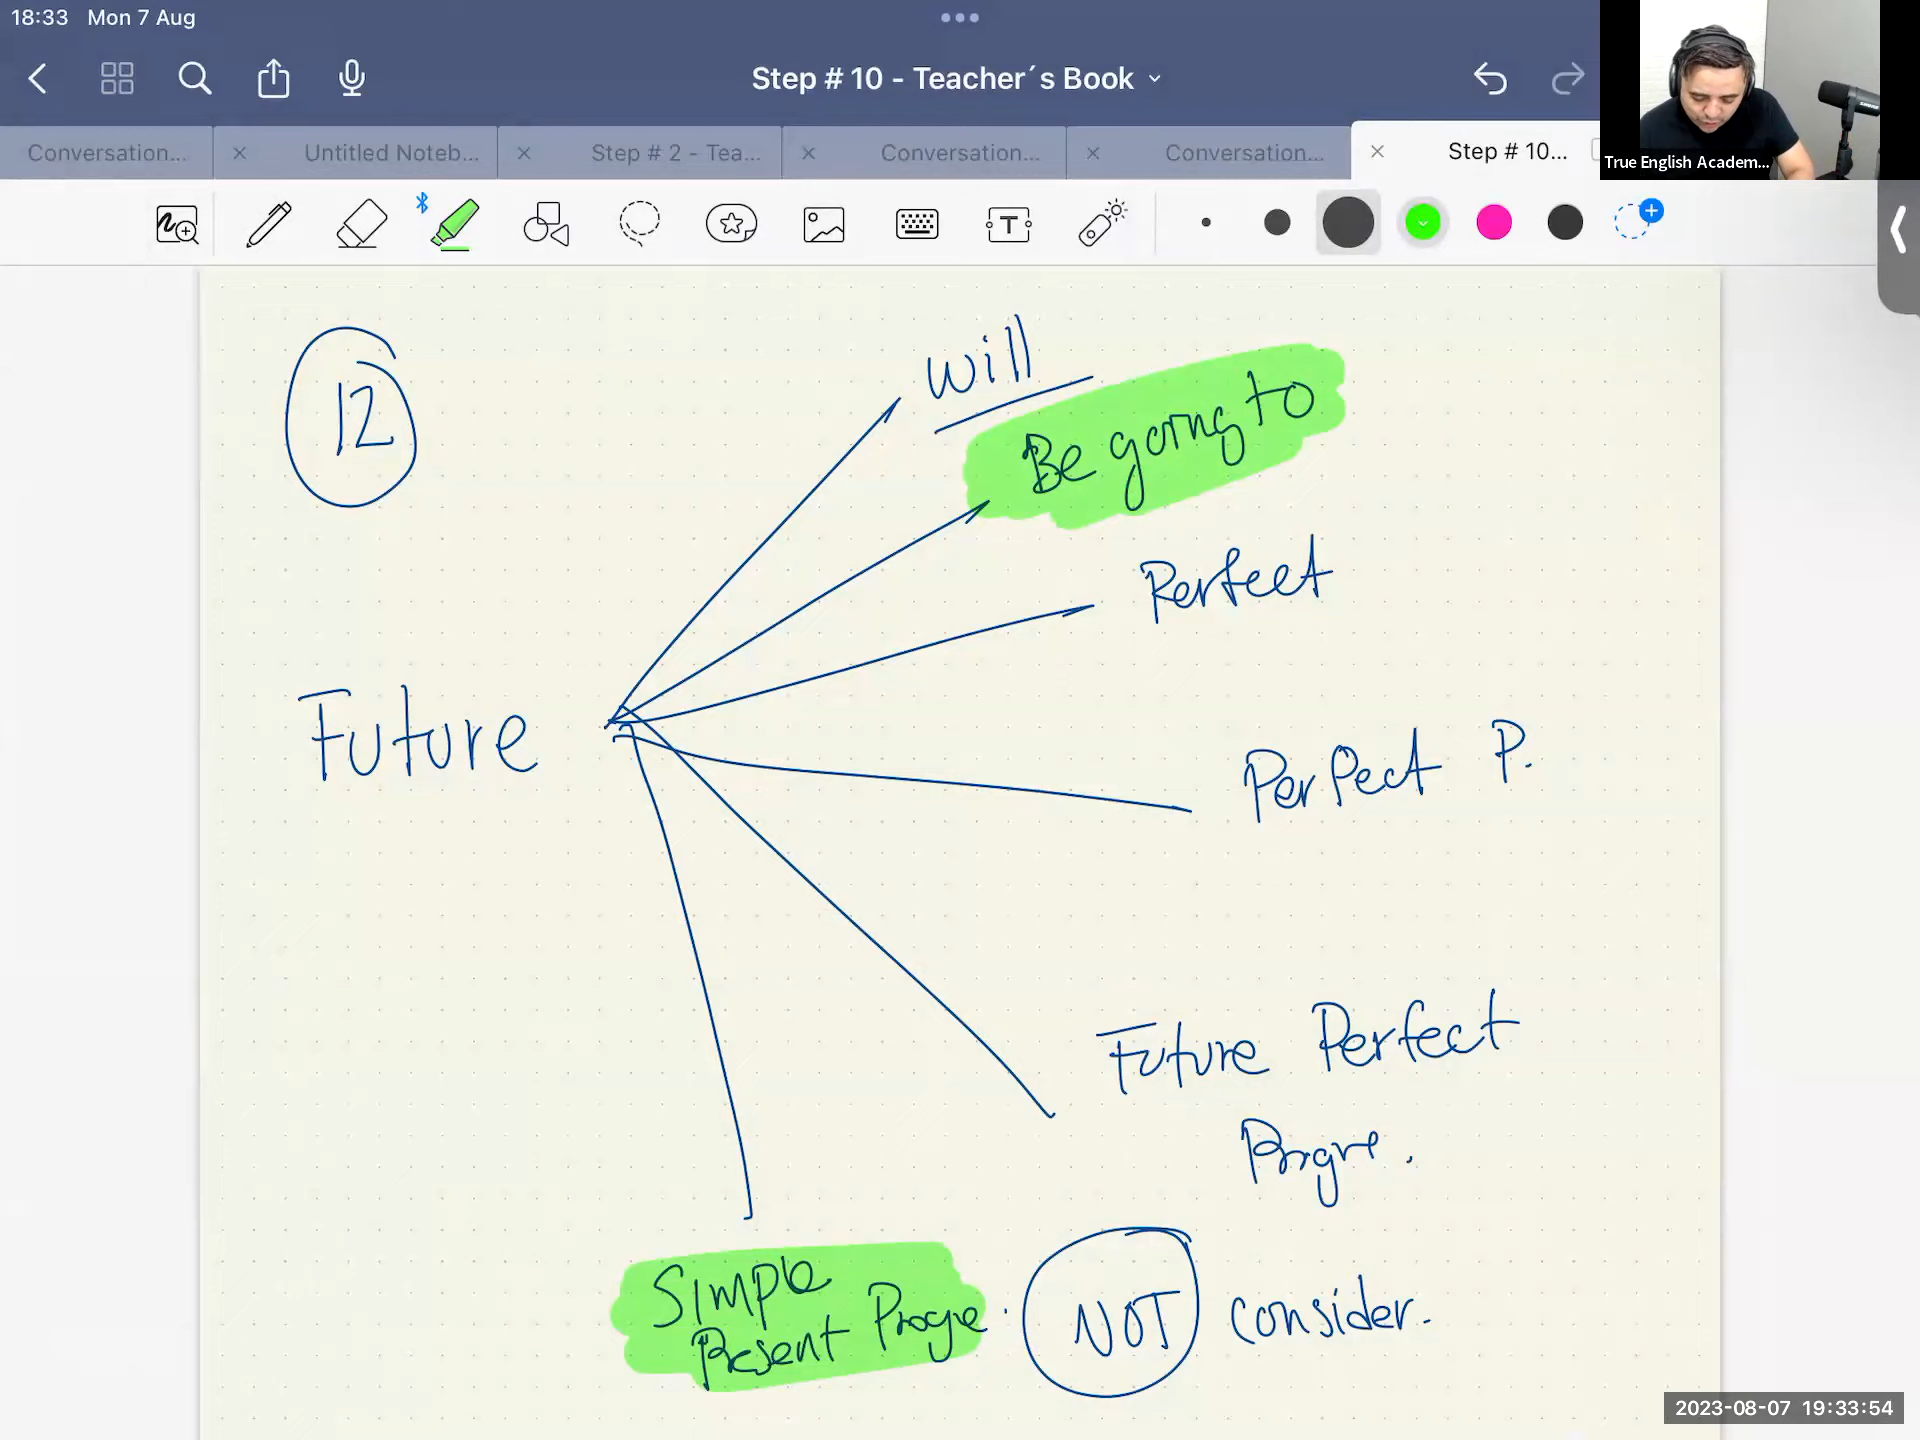 18:33 Mon 7 Aug
Step # 10 - Teacher´s Book
Conversation...
Untitled Noteb...
Step # 2 - Tea...
Conversation...
Conversation...
Step # 10...
True English Academ...
T
12
will
Be going to
Perfect
Future
Perfect P.
Future Perfect
Progre.
Simple
Present Progre.
NOT consider.
2023-08-07 19:33:54